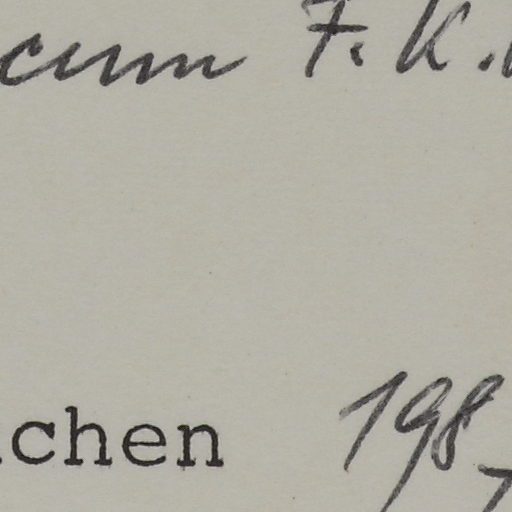 cum F. K.
chen 198